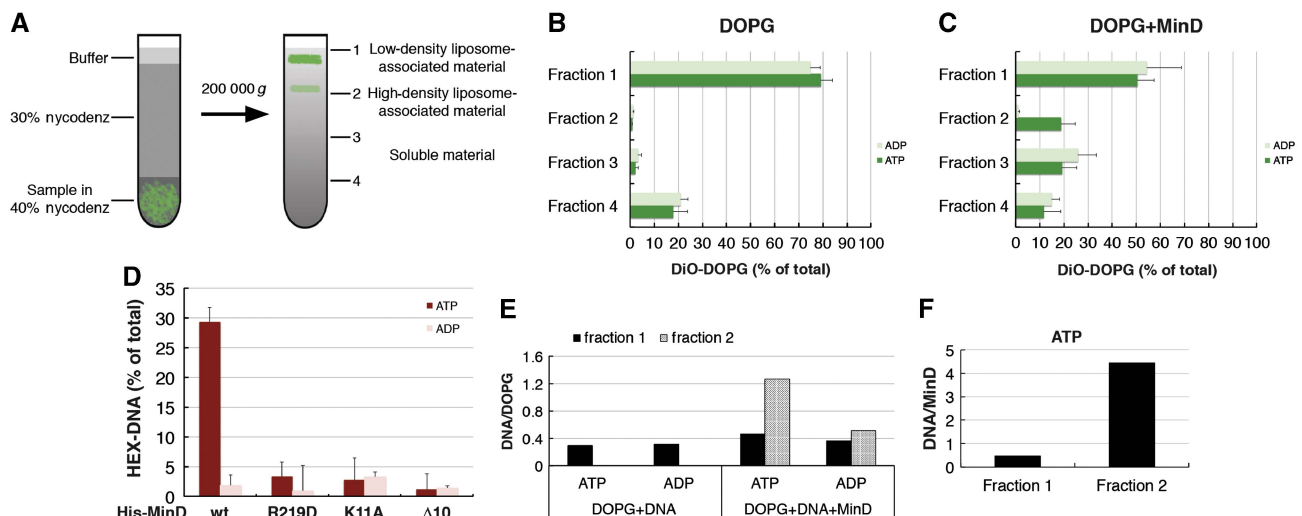 A
Buffer
30% nycodenz
Sample in
40% nycodenz
200 000 g
1
Low-density liposome-
associated material
2
High-density liposome-
associated material
3
Soluble material
4
B
DOPG
Fraction 1
Fraction 2
Fraction 3
Fraction 4
ADP
ATP
0 10 20 30 40 50 60 70 80 90 100
DiO-DOPG (% of total)
C
DOPG+MinD
Fraction 1
Fraction 2
Fraction 3
Fraction 4
ADP
ATP
0 10 20 30 40 50 60 70 80 90 100
DiO-DOPG (% of total)
D
HEX-DNA (% of total)
35
30
25
20
15
10
5
0
ATP
ADP
His-MinD wt R219D K11A Δ10
E
fraction 1 fraction 2
DNA/DOPG
1.6
1.2
0.8
0.4
0
ATP ADP ATP ADP
DOPG+DNA DOPG+DNA+MinD
F
ATP
DNA/MinD
5
4
3
2
1
0
Fraction 1 Fraction 2